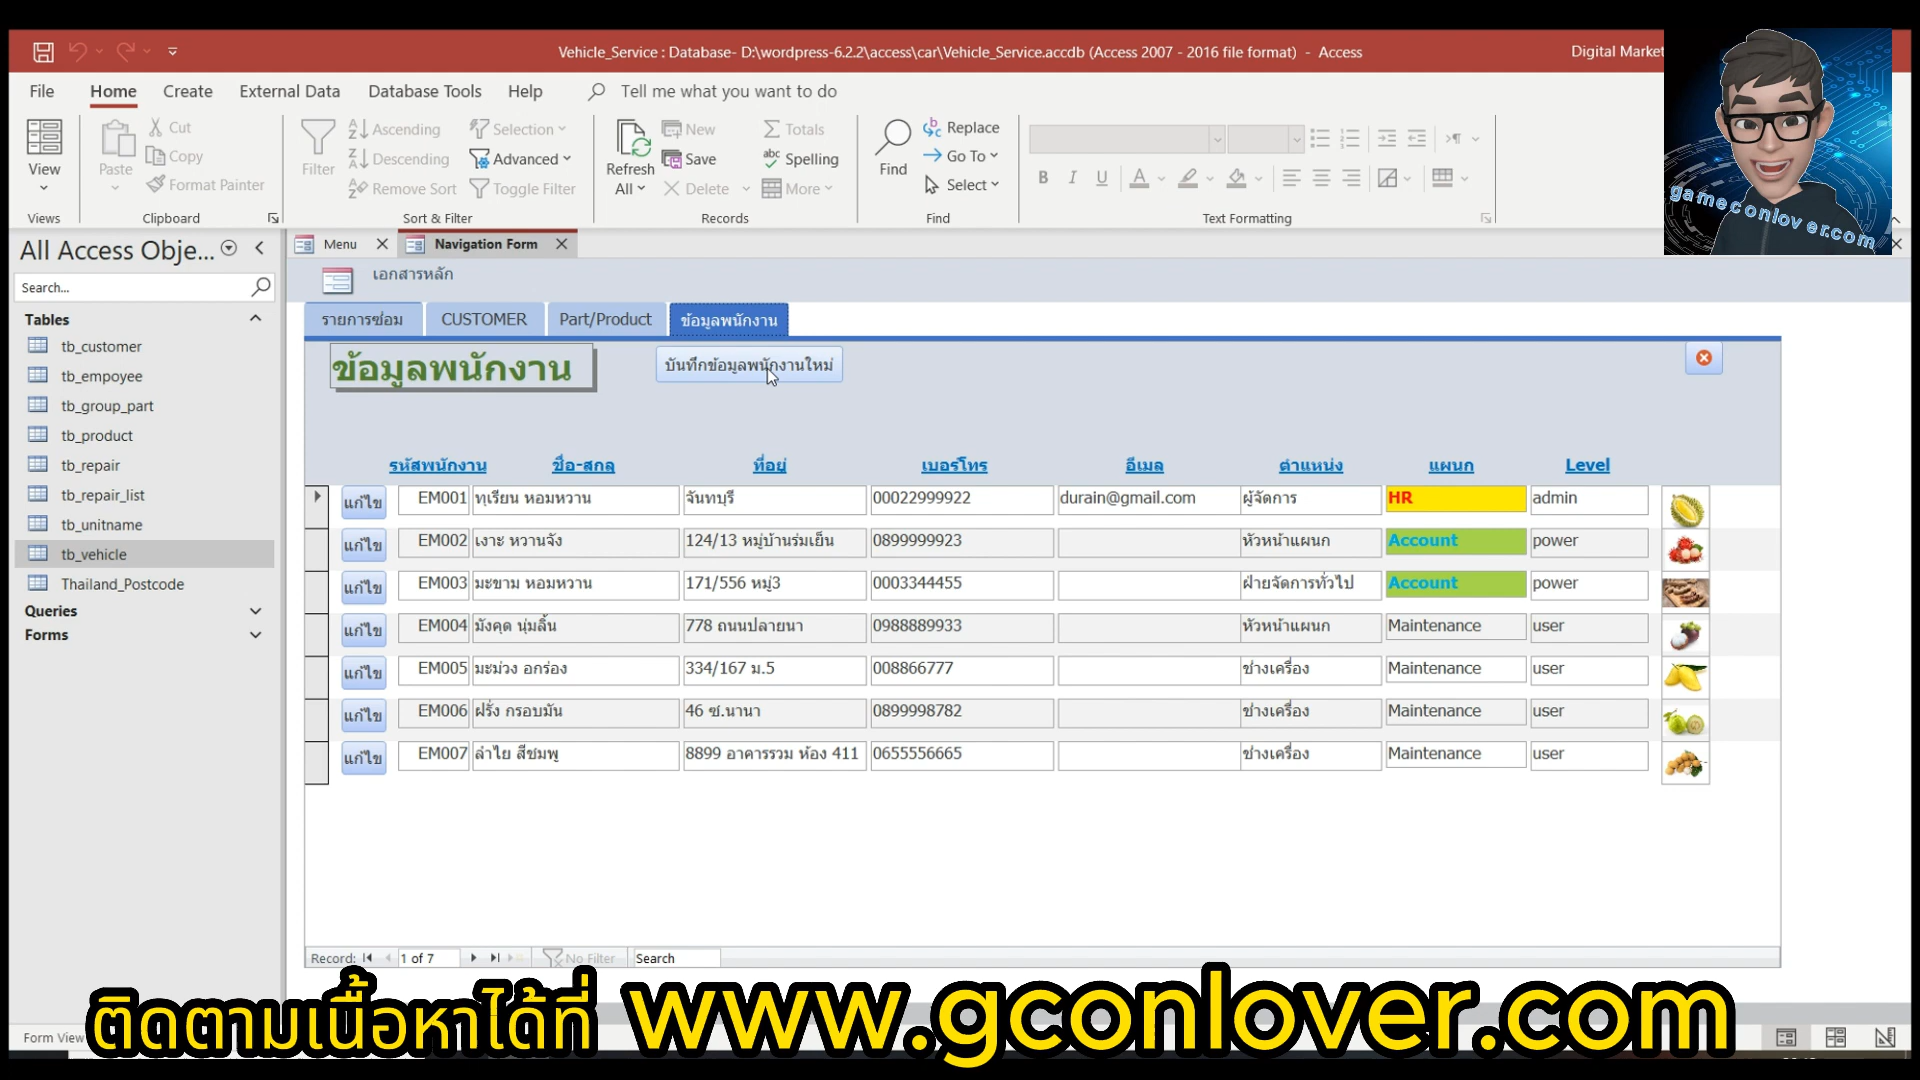 Vehicle_Service : Database- D:\wordpress-6.2.2\access\car\Vehicle_Service.accdb (Access 2007 - 2016 file format) - Access
Digital Market
File Home Create External Data Database Tools Help Tell me what you want to do
View
Views
Paste
Cut
Copy
Format Painter
Clipboard
Filter
Ascending
Descending
Remove Sort
Selection
Advanced
Toggle Filter
Sort & Filter
Refresh
All
New
Save
Delete
Totals
Spelling
More
Records
Find
Replace
Go To
Select
Find
B I U
Text Formatting
gameconlover.com
All Access Obje...
Search...
Tables
tb_customer
tb_empoyee
tb_group_part
tb_product
tb_repair
tb_repair_list
tb_unitname
tb_vehicle
Thailand_Postcode
Queries
Forms
Menu
Navigation Form
เอกสารหลัก
รายการซ่อม CUSTOMER Part/Product ข้อมูลพนักงาน
ข้อมูลพนักงาน
บันทึกข้อมูลพนักงานใหม่
รหัสพนักงาน ชื่อ-สกุล ที่อยู่ เบอร์โทร อีเมล ตำแหน่ง แผนก Level
แก้ไข EM001 ทุเรียน หอมหวาน จันทบุรี 00022999922 durain@gmail.com ผู้จัดการ HR admin
แก้ไข EM002 เงาะ หวานจัง 124/13 หมู่บ้านร่มเย็น 0899999923 หัวหน้าแผนก Account power
แก้ไข EM003 มะขาม หอมหวาน 171/556 หมู่3 0003344455 ฝ่ายจัดการทั่วไป Account power
แก้ไข EM004 มังคุด นุ่มลิ้น 778 ถนนปลายนา 0988889933 หัวหน้าแผนก Maintenance user
แก้ไข EM005 มะม่วง อกร่อง 334/167 ม.5 008866777 ช่างเครื่อง Maintenance user
แก้ไข EM006 ฝรั่ง กรอบมัน 46 ซ.นานา 0899998782 ช่างเครื่อง Maintenance user
แก้ไข EM007 ลำไย สีชมพู 8899 อาคารรวม ห้อง 411 0655556665 ช่างเครื่อง Maintenance user
Record: 1 of 7 No Filter Search
ติดตามเนื้อหาได้ที่ www.gconlover.com
Form View